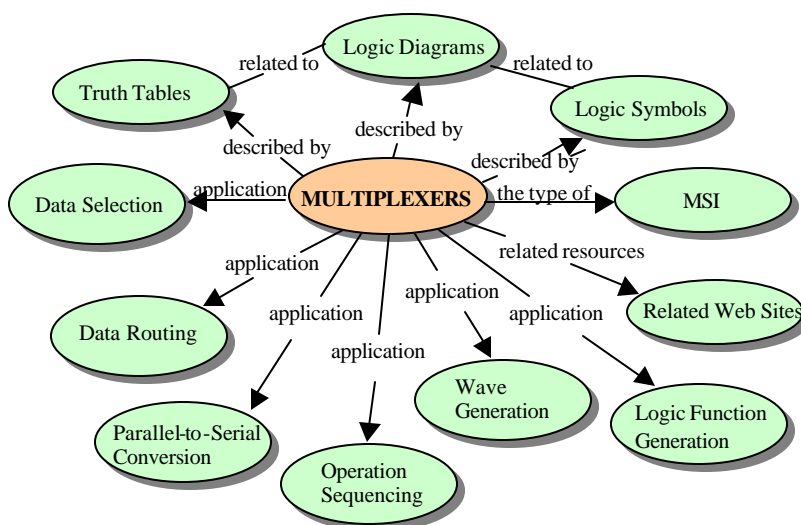 Logic Diagrams
related to
related to
Truth Tables
Logic Symbols
described by
described by
described by
application
MULTIPLEXERS
the type of
Data Selection
MSI
related resources
application
application
application
application
application
Related Web Sites
Data Routing
Wave
Generation
Logic Function
Generation
Parallel-to-Serial
Conversion
Operation
Sequencing